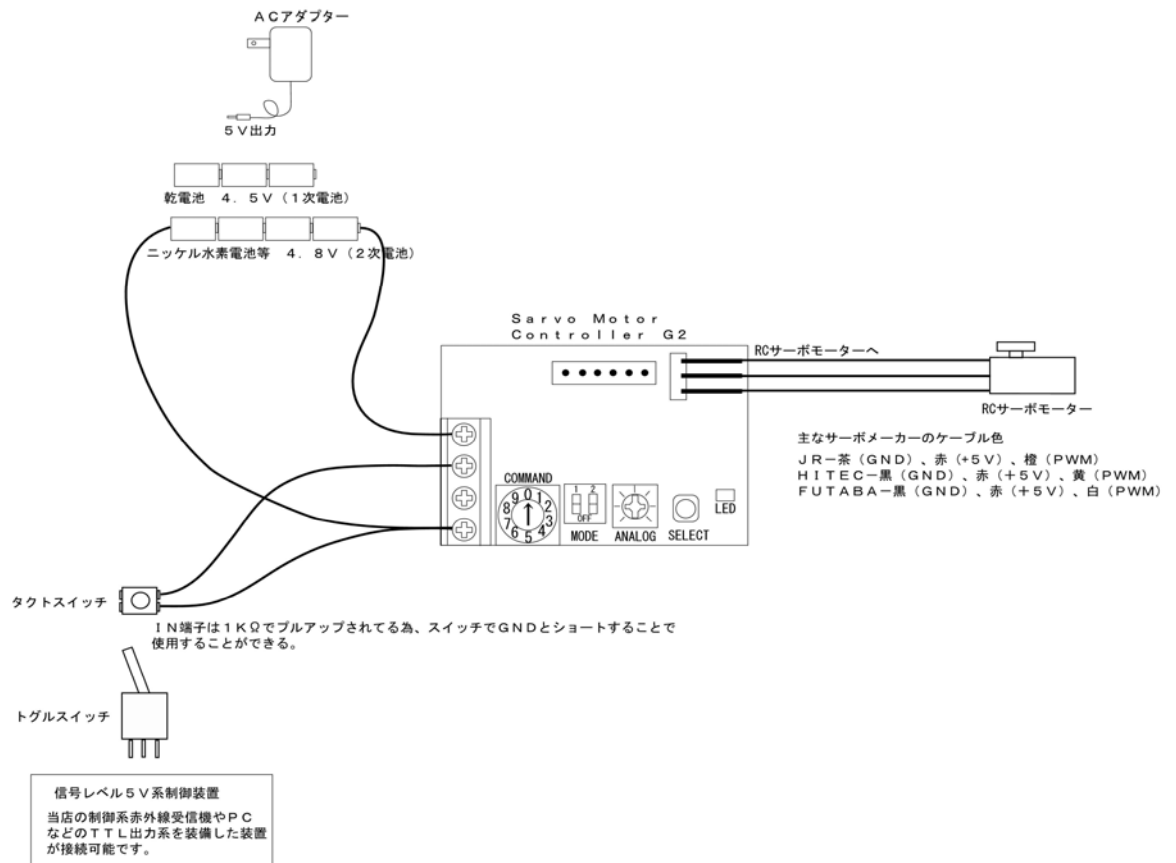 ＡＣアダプター
５Ｖ出力
乾電池　４．５Ｖ（１次電池）
ニッケル水素電池等　４．８Ｖ（２次電池）
Ｓａｒｖｏ　Ｍｏｔｏｒ
Ｃｏｎｔｒｏｌｌｅｒ　Ｇ２
RCサーボモーターへ
RCサーボモーター
主なサーボメーカーのケーブル色
ＪＲ－茶（ＧＮＤ）、赤（+５Ｖ）、橙（ＰＷＭ）
ＨＩＴＥＣ－黒（ＧＮＤ）、赤（＋５Ｖ）、黄（ＰＷＭ）
ＦＵＴＡＢＡ－黒（ＧＮＤ）、赤（＋５Ｖ）、白（ＰＷＭ）
COMMAND
0 1 2 3 4 5 6 7 8 9
1 2
OFF
MODE
ANALOG
SELECT
LED
タクトスイッチ
ＩＮ端子は１ＫΩでプルアップされてる為、スイッチでＧＮＤとショートすることで
使用することができる。
トグルスイッチ
信号レベル５Ｖ系制御装置
当店の制御系赤外線受信機やＰＣ
などのＴＴＬ出力系を装備した装置
が接続可能です。